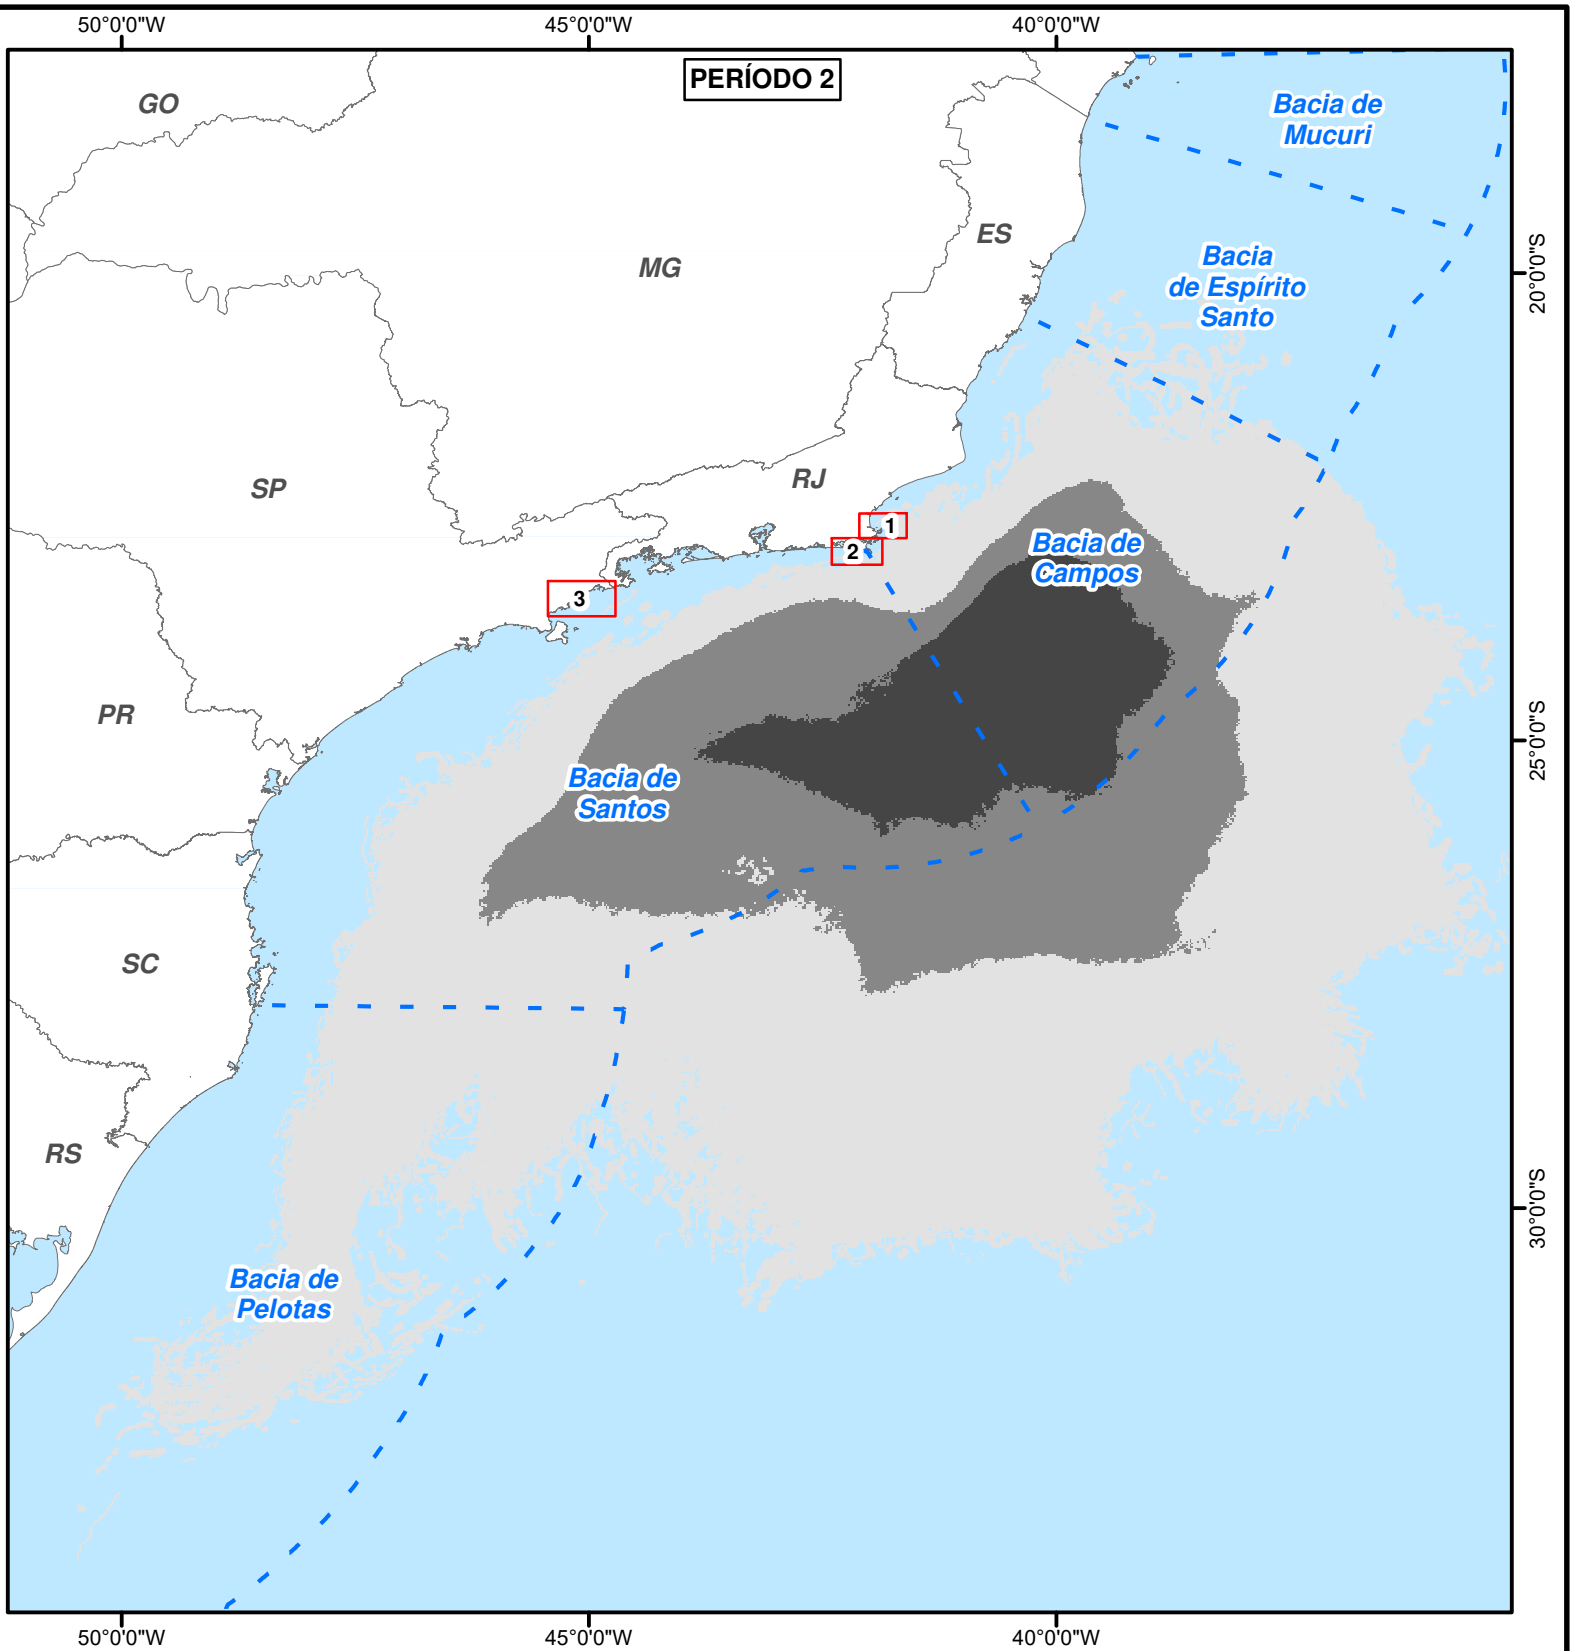 50°0'0"W
45°0'0"W
40°0'0"W
PERÍODO 2
GO
Bacia de
Mucuri
ES
MG
Bacia
de Espírito
Santo
20°0'0"S
SP
RJ
1
2
Bacia de
Campos
3
PR
25°0'0"S
Bacia de
Santos
SC
RS
30°0'0"S
Bacia de
Pelotas
50°0'0"W
45°0'0"W
40°0'0"W